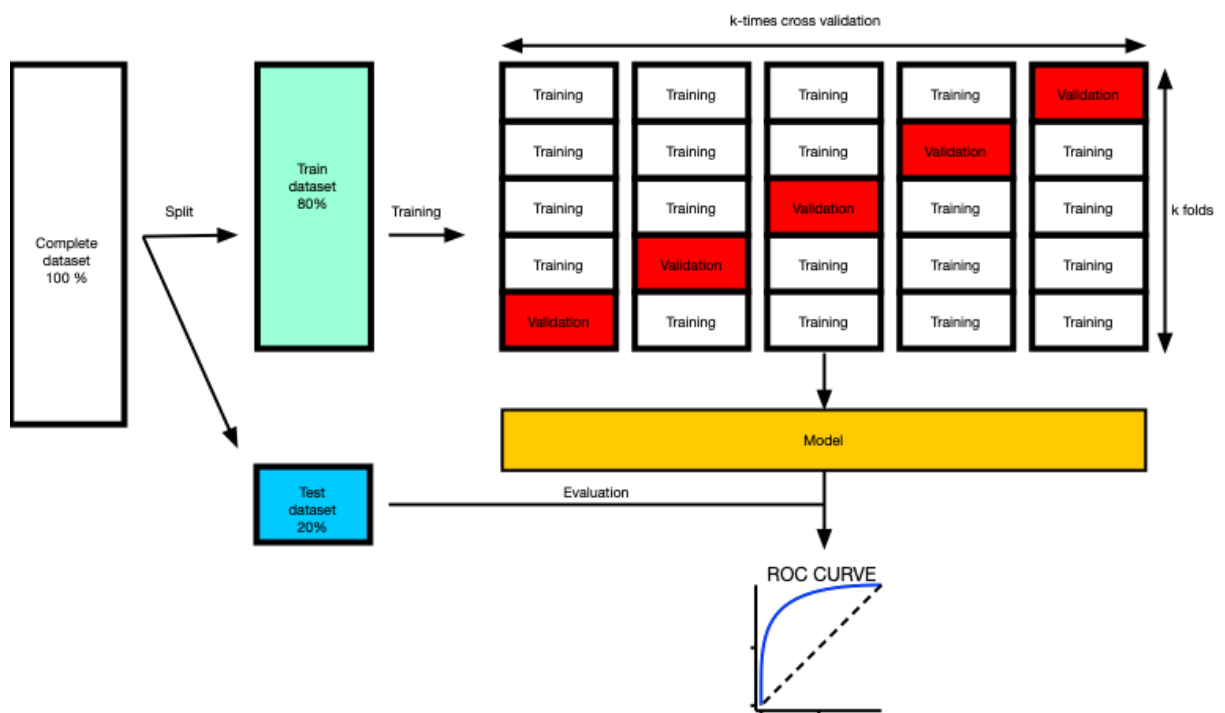 k-times cross validation
Training
Training
Training
Training
Validation
Training
Training
Training
Validation
Training
Training
Training
Validation
Training
Training
Training
Validation
Training
Training
Training
Validation
Training
Training
Training
Training
k folds
Train
dataset
80%
Split
Training
Complete
dataset
100 %
Model
Test
dataset
20%
Evaluation
ROC CURVE